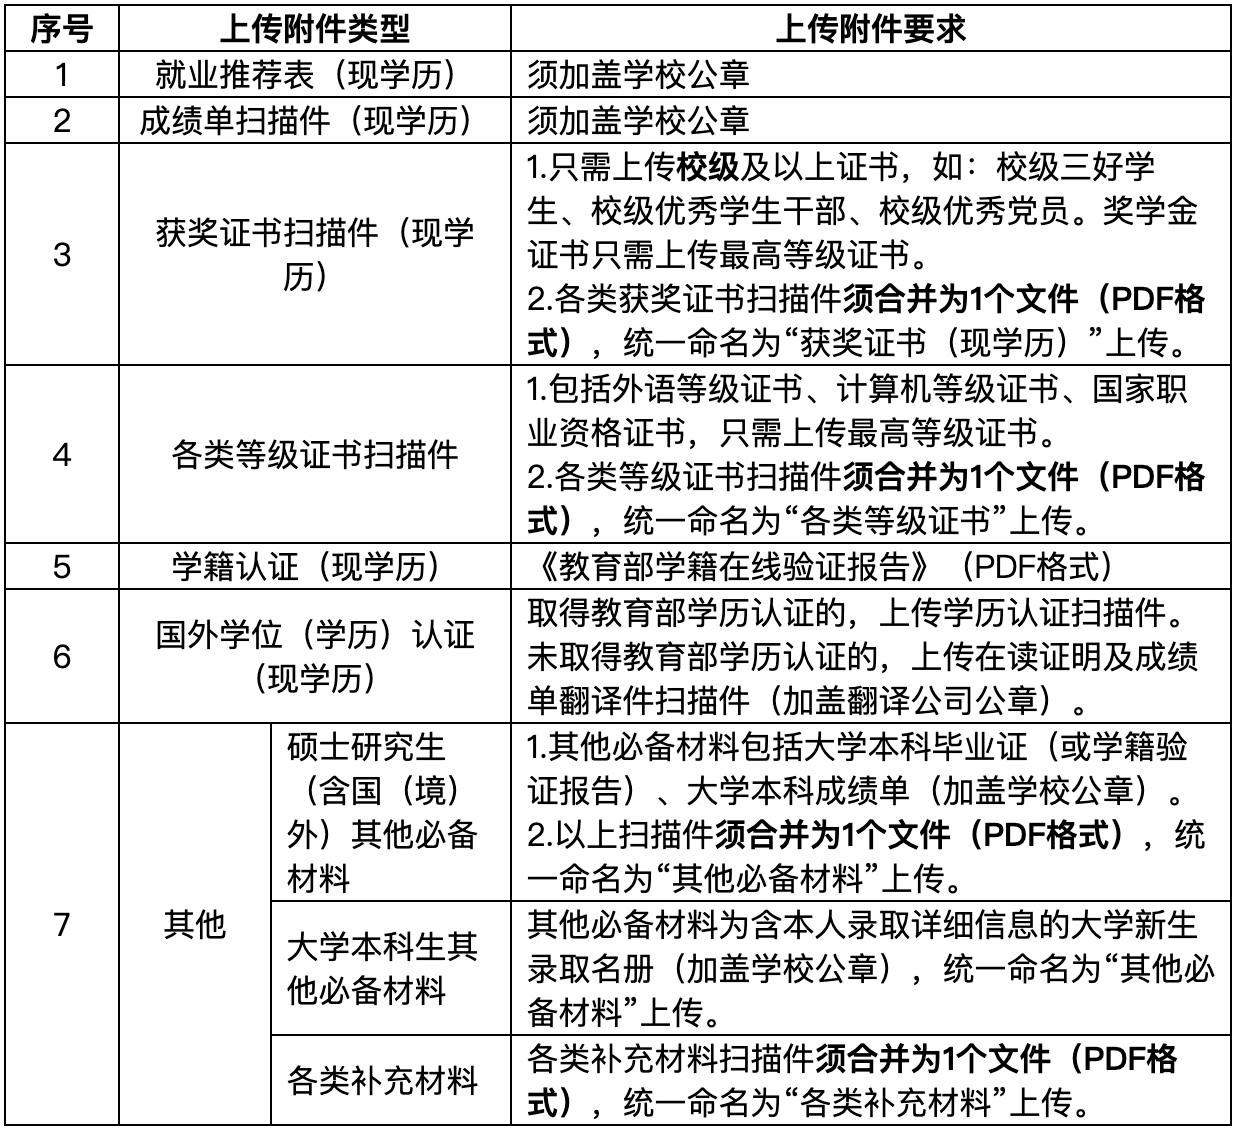 序号 上传附件类型 上传附件要求
1 就业推荐表（现学历） 须加盖学校公章
2 成绩单扫描件（现学历） 须加盖学校公章
3
获奖证书扫描件（现学
历）
1.只需上传校级及以上证书，如：校级三好学
生、校级优秀学生干部、校级优秀党员。奖学金
证书只需上传最高等级证书。
2.各类获奖证书扫描件须合并为1个文件（PDF格
式），统一命名为“获奖证书（现学历）”上传。
4
各类等级证书扫描件
1.包括外语等级证书、计算机等级证书、国家职
业资格证书，只需上传最高等级证书。
2.各类等级证书扫描件须合并为1个文件（PDF格
式），统一命名为“各类等级证书”上传。
5 学籍认证（现学历） 《教育部学籍在线验证报告》（PDF格式）
6
国外学位（学历）认证
（现学历）
取得教育部学历认证的，上传学历认证扫描件。
未取得教育部学历认证的，上传在读证明及成绩
单翻译件扫描件（加盖翻译公司公章）。
7
其他
硕士研究生
（含国（境）
外）其他必备
材料
1.其他必备材料包括大学本科毕业证（或学籍验
证报告）、大学本科成绩单（加盖学校公章）。
2.以上扫描件须合并为1个文件（PDF格式），统
一命名为“其他必备材料”上传。
大学本科生其
他必备材料
其他必备材料为含本人录取详细信息的大学新生
录取名册（加盖学校公章），统一命名为“其他必
备材料”上传。
各类补充材料
各类补充材料扫描件须合并为1个文件（PDF格
式），统一命名为“各类补充材料”上传。